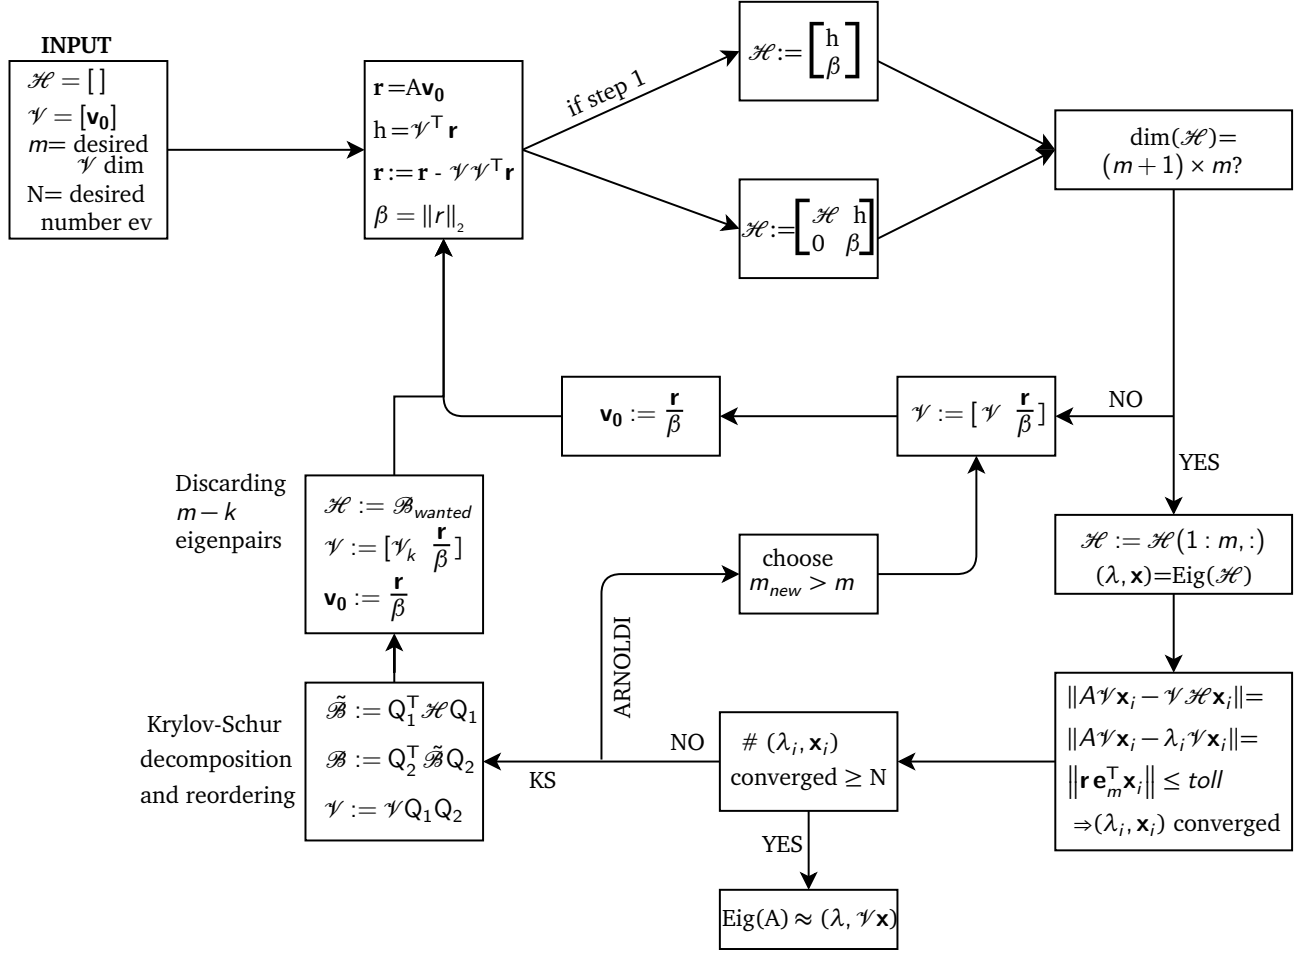 INPUT
ℋ = [ ]
𝒱 = [v₀]
m= desired
𝒱 dim
N= desired
number ev
r =Av₀
h =𝒱ᵀ r
r := r - 𝒱𝒱ᵀr
β = ‖r‖₂
if step 1
ℋ := [h
β]
ℋ := [ℋ h
0 β]
dim(ℋ)=
(m + 1) × m?
NO
YES
𝒱 := [ 𝒱 r/β ]
v₀ := r/β
ℋ := ℋ(1 : m, :)
(λ, x)=Eig(ℋ)
‖A𝒱xᵢ − 𝒱ℋxᵢ‖=
‖A𝒱xᵢ − λᵢ𝒱xᵢ‖=
‖r eₘᵀxᵢ‖ ≤ toll
⇒(λᵢ, xᵢ) converged
# (λᵢ, xᵢ)
converged ≥ N
YES
Eig(A) ≈ (λ, 𝒱x)
NO
ARNOLDI
choose
m_new > m
KS
Krylov-Schur
decomposition
and reordering
ℬ̃ := Q₁ᵀℋQ₁
ℬ := Q₂ᵀℬ̃Q₂
𝒱 := 𝒱Q₁Q₂
Discarding
m − k
eigenpairs
ℋ := ℬ_wanted
𝒱 := [𝒱ₖ r/β ]
v₀ := r/β